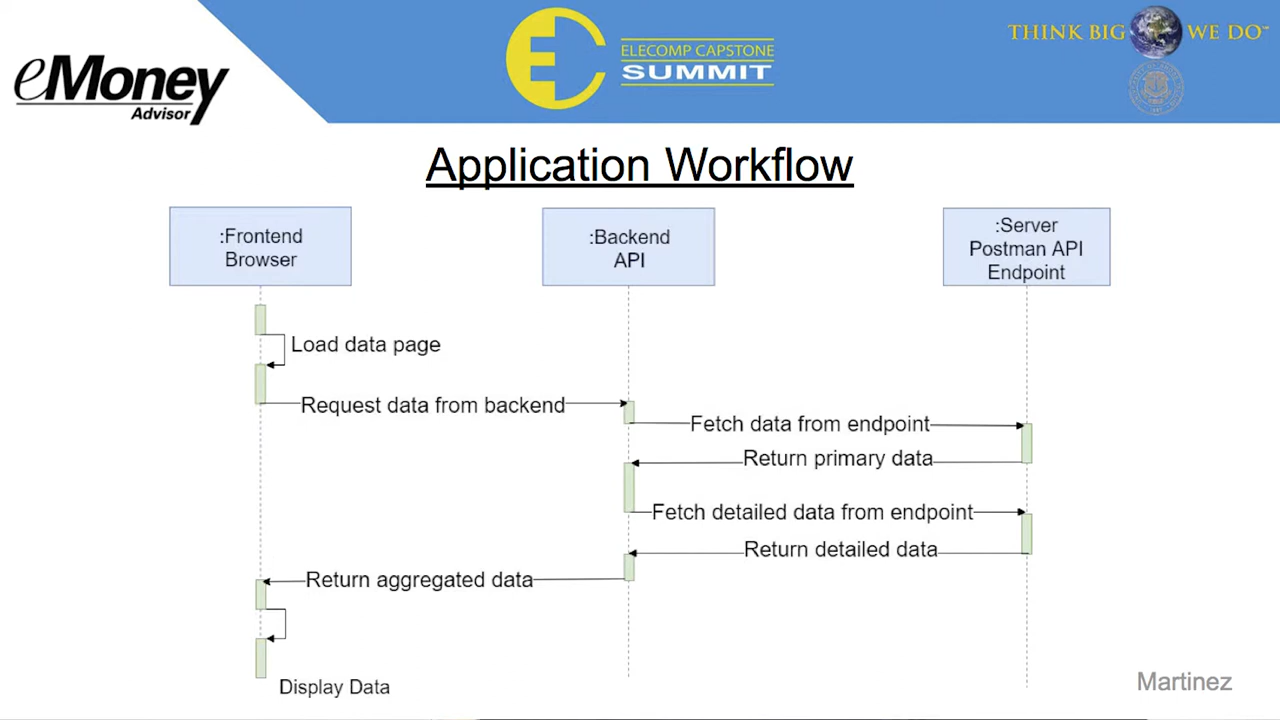 eMoney
Advisor
ELECOMP CAPSTONE
SUMMIT
THINK BIG WE DO℠
Application Workflow
:Frontend
Browser
:Backend
API
:Server
Postman API
Endpoint
Load data page
Request data from backend
Fetch data from endpoint
Return primary data
Fetch detailed data from endpoint
Return detailed data
Return aggregated data
Display Data
Martinez